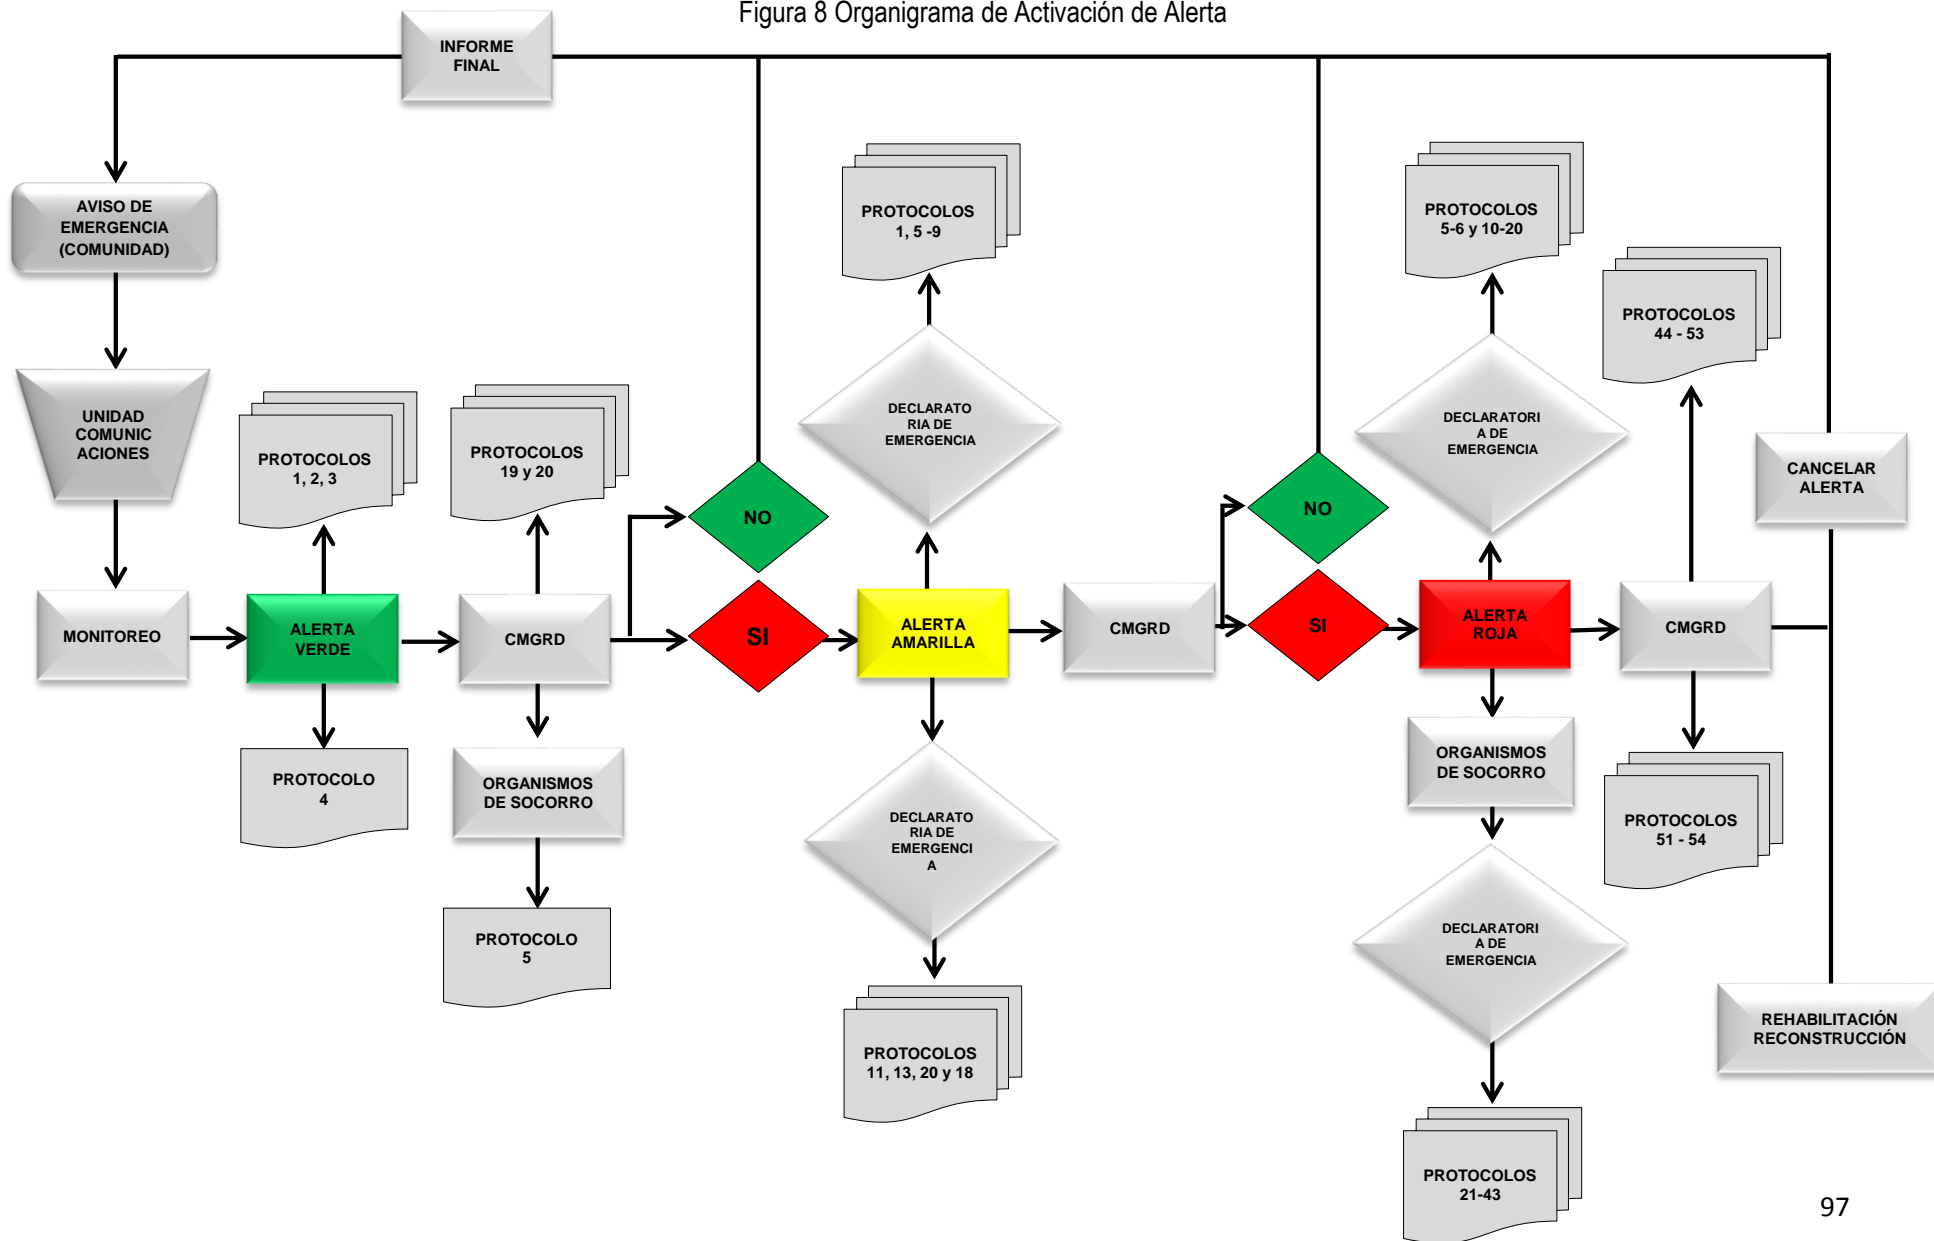 Figura 8 Organigrama de Activación de Alerta
INFORME
FINAL
AVISO DE
EMERGENCIA
(COMUNIDAD)
UNIDAD
COMUNIC
ACIONES
MONITOREO
PROTOCOLOS
1, 2, 3
ALERTA
VERDE
PROTOCOLO
4
PROTOCOLOS
19 y 20
CMGRD
ORGANISMOS
DE SOCORRO
PROTOCOLO
5
NO
SI
PROTOCOLOS
1, 5 -9
DECLARATO
RIA DE
EMERGENCIA
ALERTA
AMARILLA
DECLARATO
RIA DE
EMERGENCI
A
PROTOCOLOS
11, 13, 20 y 18
CMGRD
NO
SI
PROTOCOLOS
5-6 y 10-20
DECLARATORI
A DE
EMERGENCIA
ALERTA
ROJA
ORGANISMOS
DE SOCORRO
DECLARATORI
A DE
EMERGENCIA
PROTOCOLOS
21-43
PROTOCOLOS
44 - 53
CMGRD
PROTOCOLOS
51 - 54
CANCELAR
ALERTA
REHABILITACIÓN
RECONSTRUCCIÓN
97